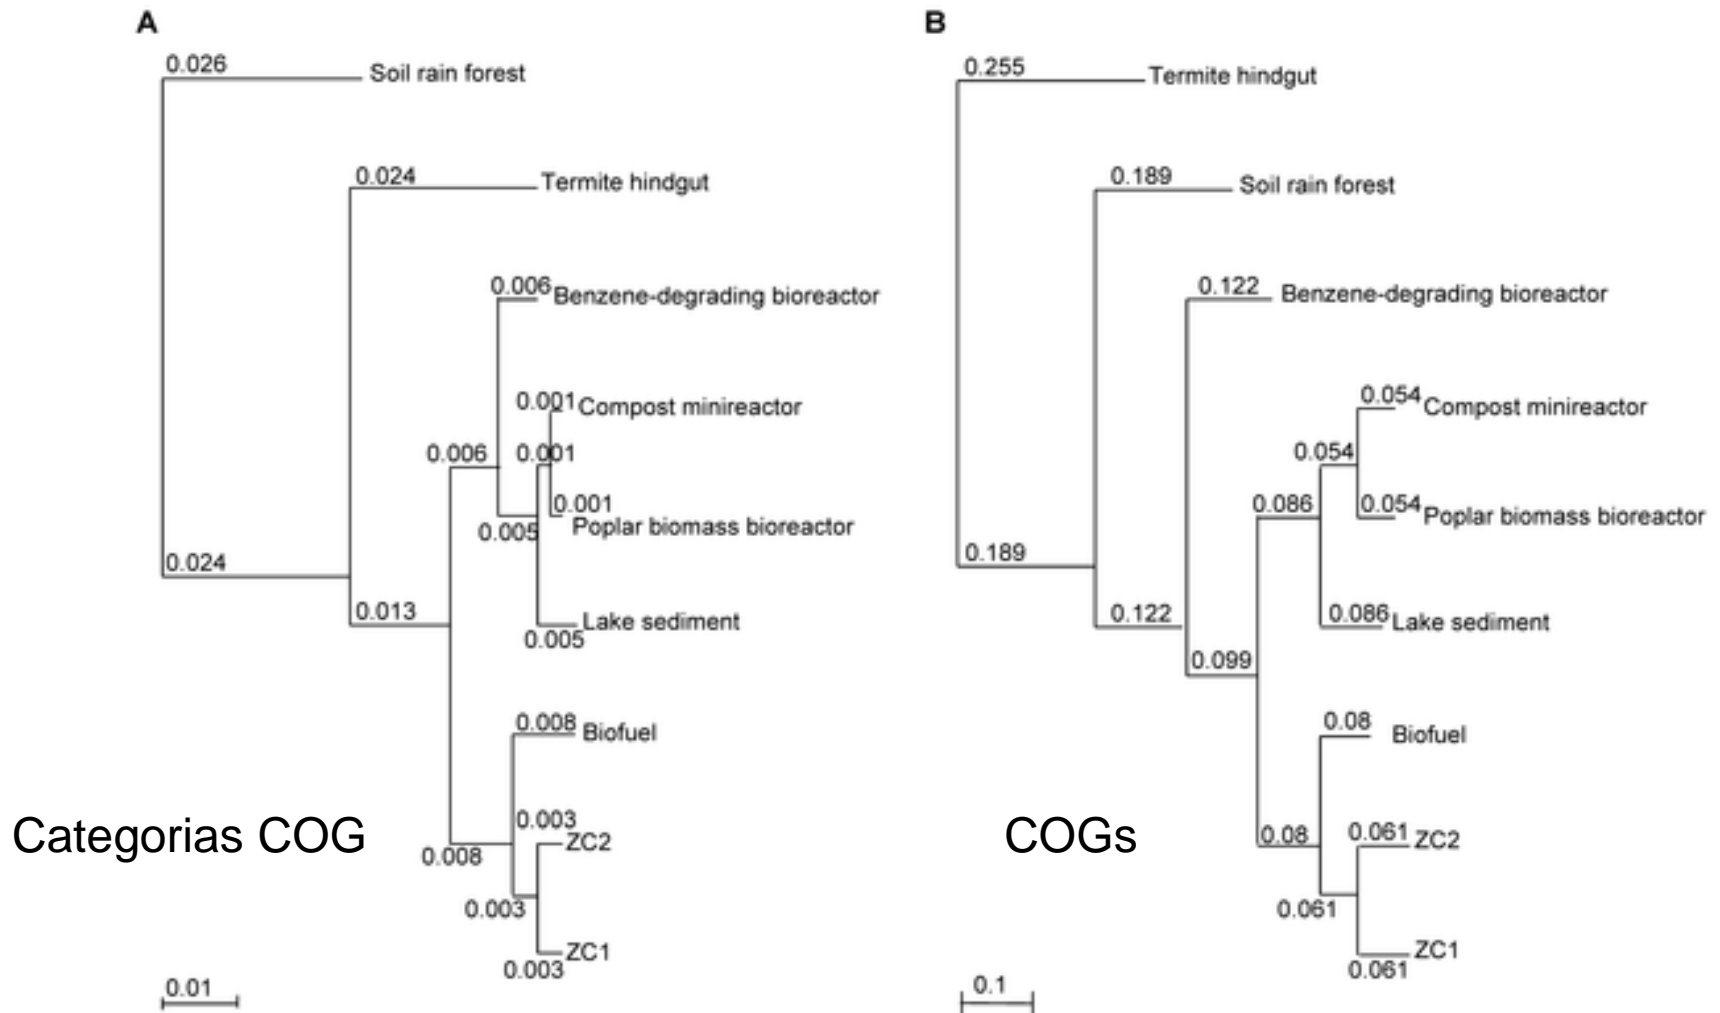 A
0.026
Soil rain forest
0.024
Termite hindgut
0.006
Benzene-degrading bioreactor
0.001
Compost minireactor
0.006
0.001
0.001
Poplar biomass bioreactor
0.005
0.024
0.013
Lake sediment
0.005
0.008
Biofuel
Categorias COG
0.003
ZC2
0.008
0.003
ZC1
0.003
0.01
B
0.255
Termite hindgut
0.189
Soil rain forest
0.122
Benzene-degrading bioreactor
0.054
Compost minireactor
0.054
0.086
0.054
Poplar biomass bioreactor
0.189
0.122
0.086
Lake sediment
0.099
0.08
Biofuel
COGs
0.08
0.061
ZC2
0.061
ZC1
0.061
0.1